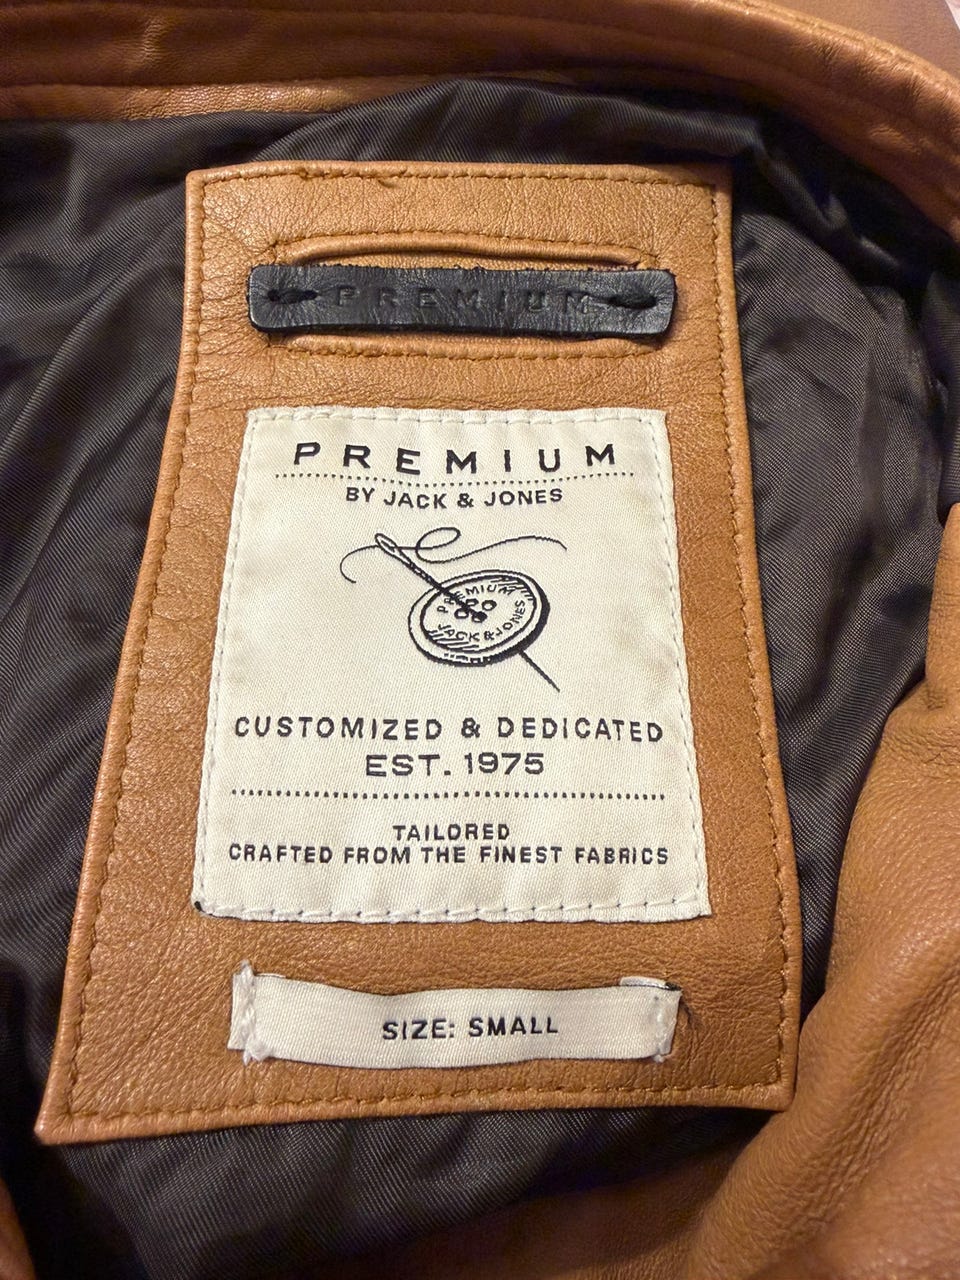 PREMIUM
PREMIUM
BY JACK & JONES
PREMIUM
JACK & JONES
CUSTOMIZED & DEDICATED
EST. 1975
TAILORED
CRAFTED FROM THE FINEST FABRICS
SIZE: SMALL